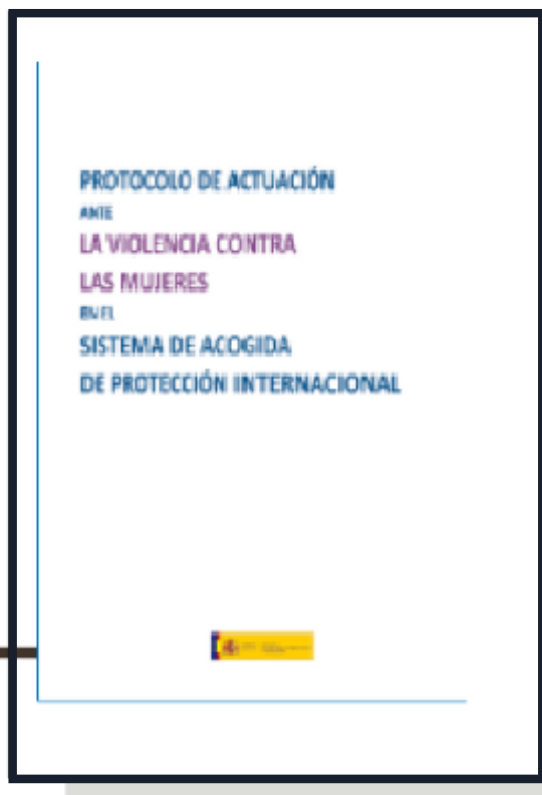 PROTOCOLO DE ACTUACIÓN
ANTE
LA VIOLENCIA CONTRA
LAS MUJERES
EN EL
SISTEMA DE ACOGIDA
DE PROTECCIÓN INTERNACIONAL